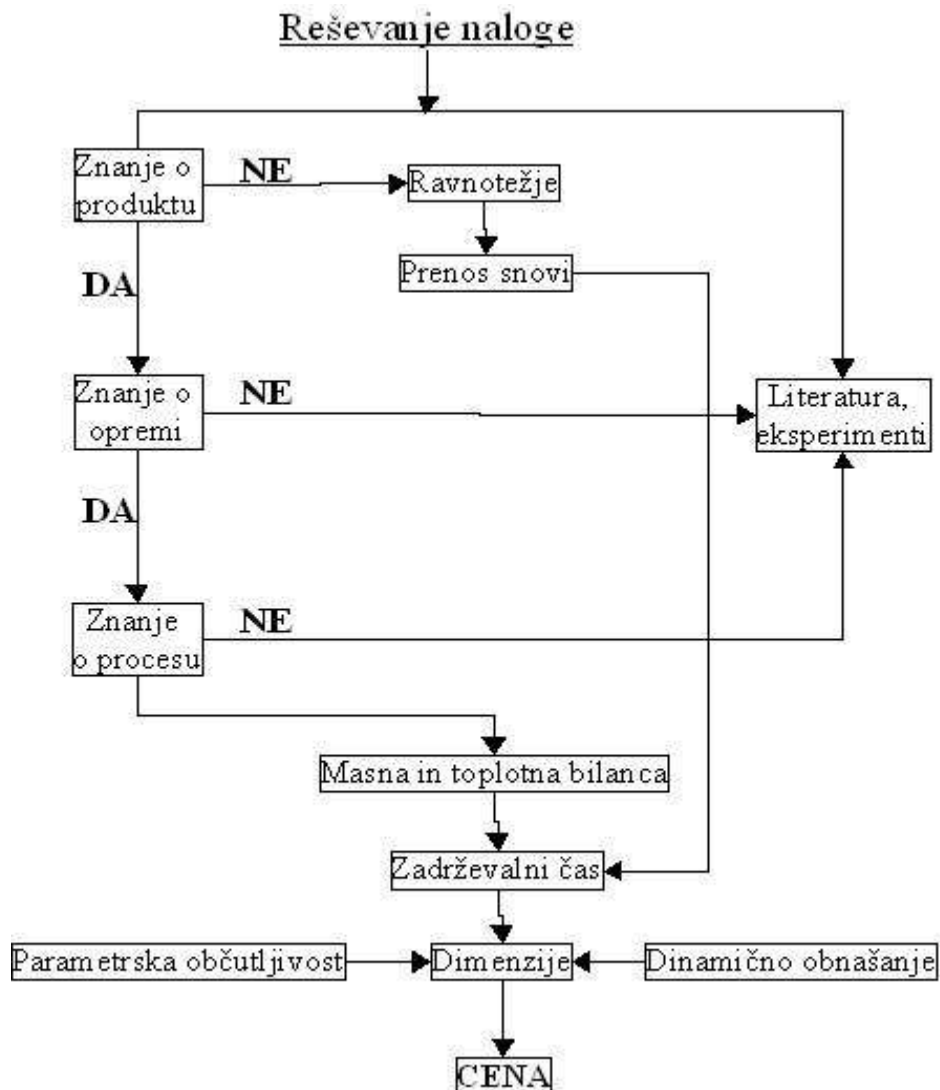 Reševanje naloge
Znanje o
produktu
NE
Ravnotežje
Prenos snovi
DA
Znanje o
opremi
NE
Literatura,
eksperimenti
DA
Znanje
o procesu
NE
Masna in toplotna bilanca
Zadrževalni čas
Parametrska občutljivost
Dimenzije
Dinamično obnašanje
CENA